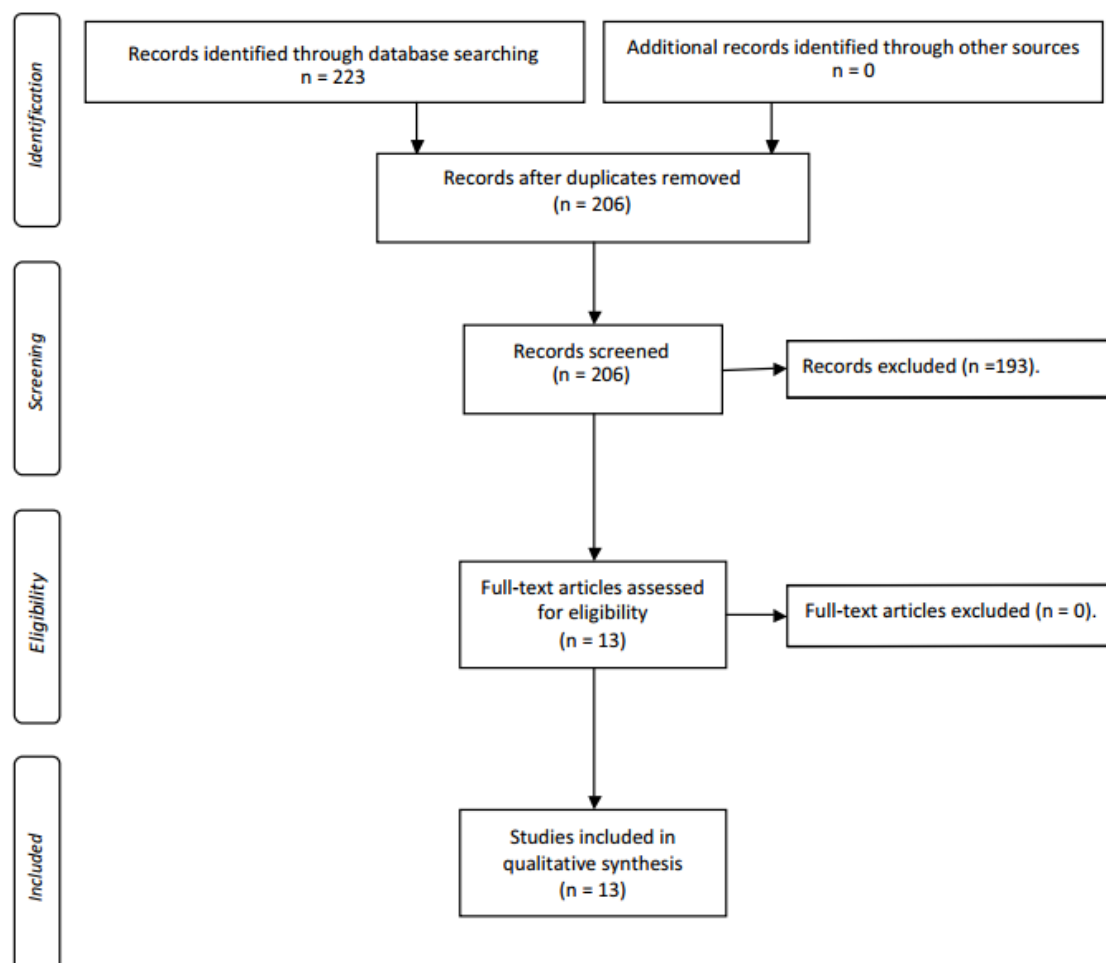 Identification
Records identified through database searching
n = 223
Additional records identified through other sources
n = 0
Records after duplicates removed
(n = 206)
Screening
Records screened
(n = 206)
Records excluded (n =193).
Eligibility
Full-text articles assessed
for eligibility
(n = 13)
Full-text articles excluded (n = 0).
Included
Studies included in
qualitative synthesis
(n = 13)